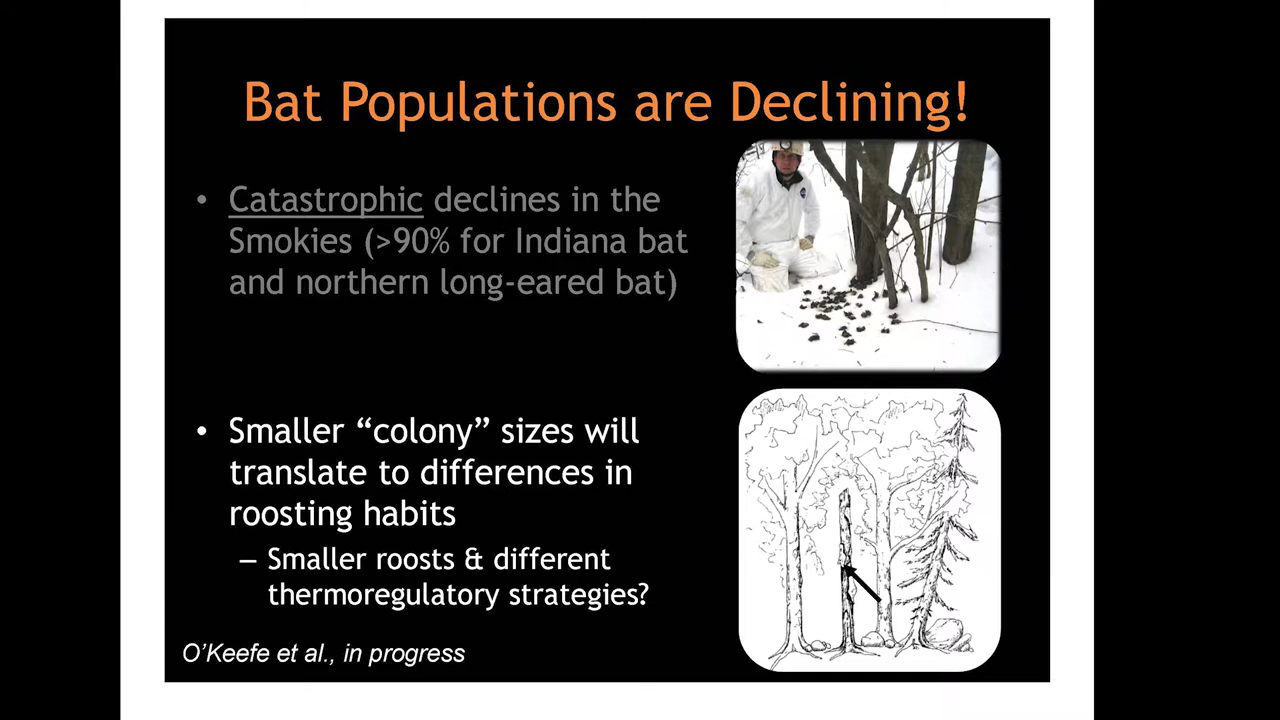 Bat Populations are Declining!
• Catastrophic declines in the
Smokies (>90% for Indiana bat
and northern long-eared bat)
• Smaller “colony” sizes will
translate to differences in
roosting habits
– Smaller roosts & different
thermoregulatory strategies?
O’Keefe et al., in progress